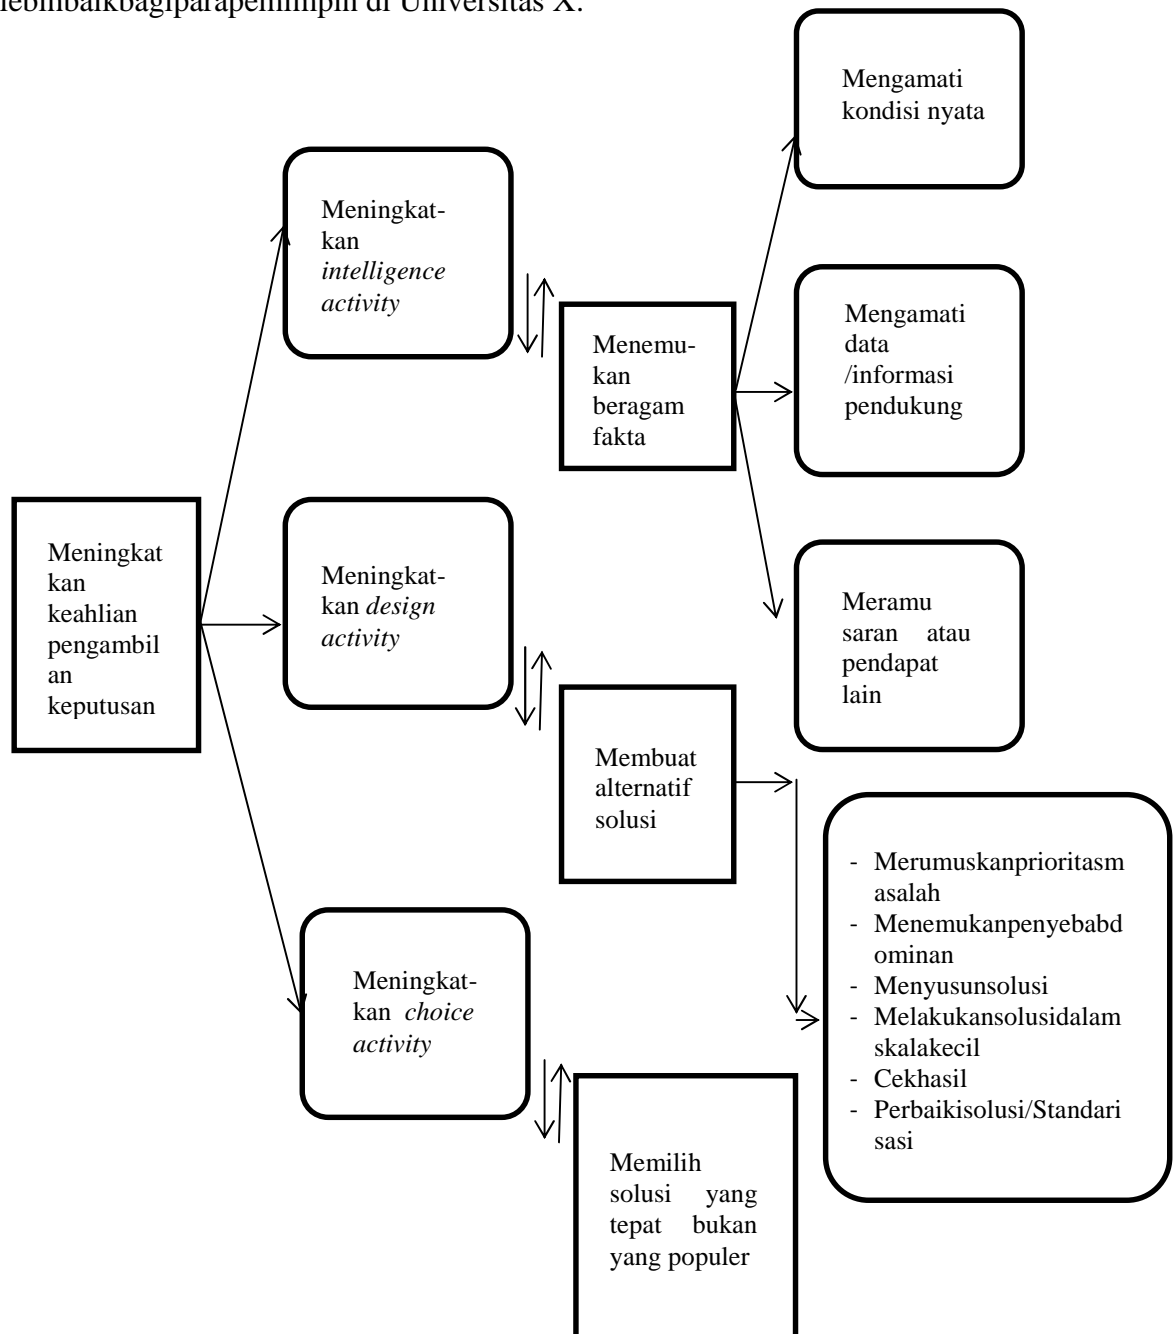 lebihbaikbagiparapemimpin di Universitas X.
Mengamati
kondisi nyata
Meningkat-
kan
intelligence
activity
Menemu-
kan
beragam
fakta
Mengamati
data
/informasi
pendukung
Meningkat
kan
keahlian
pengambil
an
keputusan
Meningkat-
kan design
activity
Meramu
saran atau
pendapat
lain
Membuat
alternatif
solusi
- Merumuskanprioritasm
asalah
- Menemukanpenyebabd
ominan
- Menyusunsolusi
- Melakukansolusidalam
skalakecil
- Cekhasil
- Perbaikisolusi/Standari
sasi
Meningkat-
kan choice
activity
Memilih
solusi yang
tepat bukan
yang populer